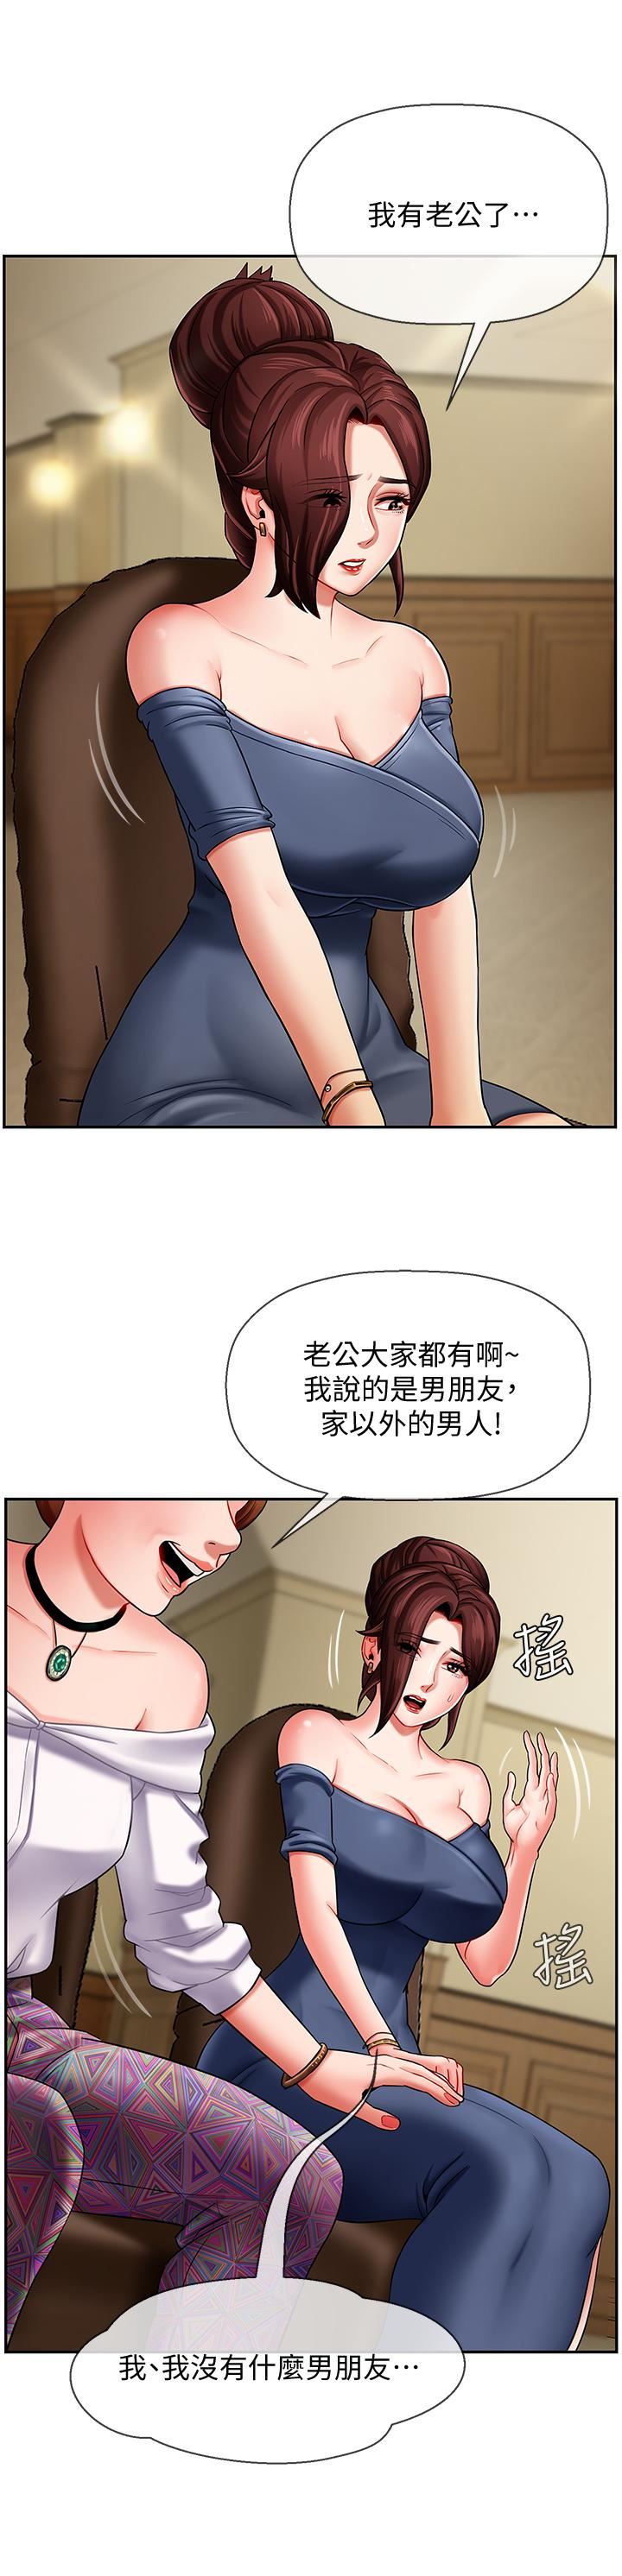 我有老公了…
老公大家都有啊~
我說的是男朋友,
家以外的男人!
搖
搖
我、我沒有什麼男朋友…